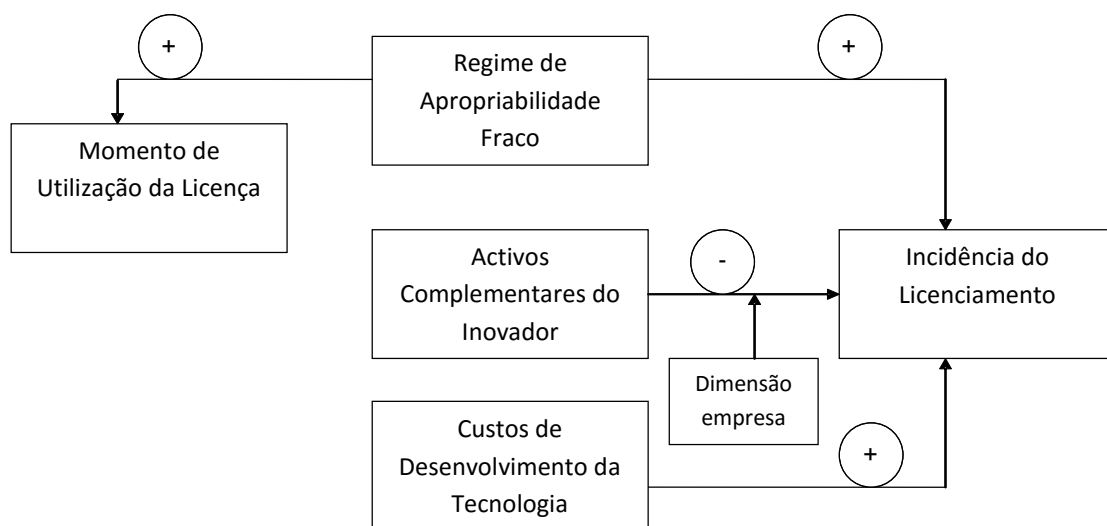 +
Regime de
Apropriabilidade
Fraco
+
Momento de
Utilização da Licença
Activos
Complementares do
Inovador
-
Incidência do
Licenciamento
Dimensão
empresa
Custos de
Desenvolvimento da
Tecnologia
+